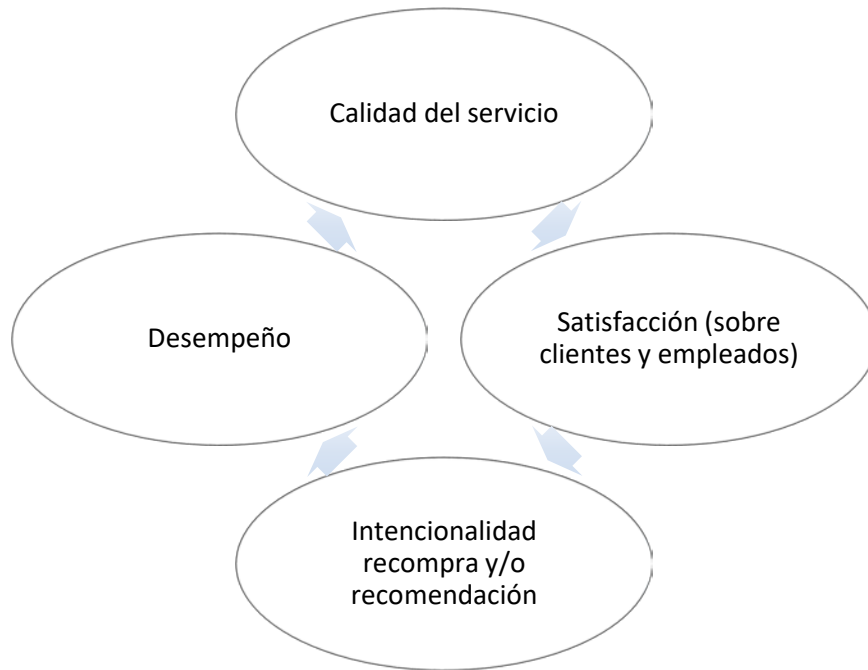 Calidad del servicio
Desempeño
Satisfacción (sobre
clientes y empleados)
Intencionalidad
recompra y/o
recomendación